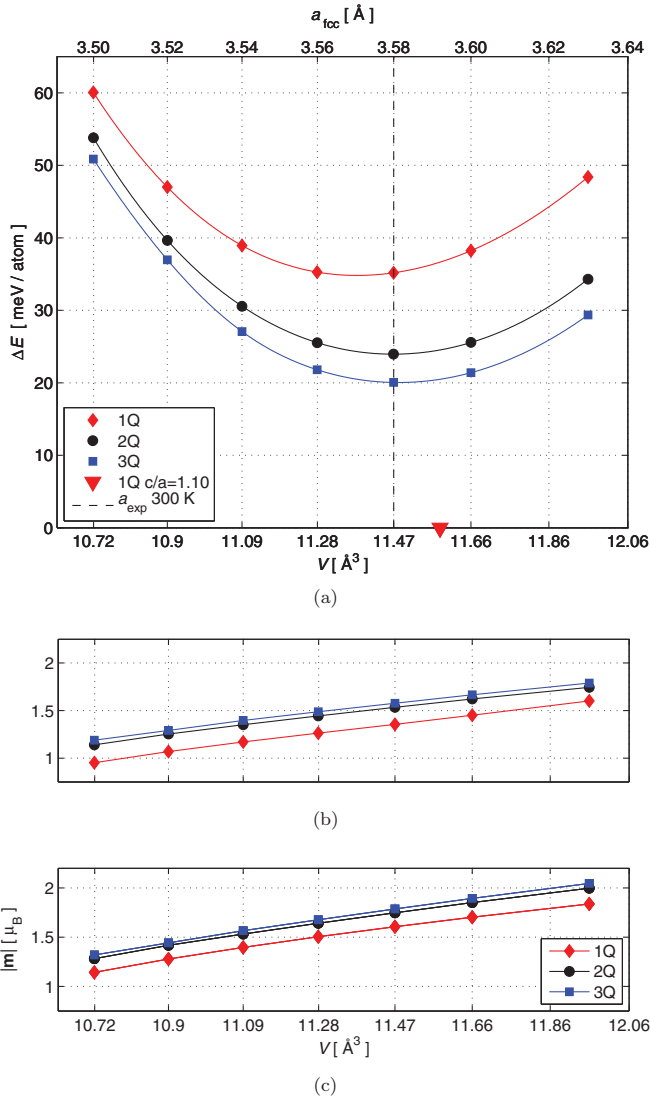 a_fcc [ Å ]
3.50 3.52 3.54 3.56 3.58 3.60 3.62 3.64
60
50
40
30
20
10
0
ΔE [ meV / atom ]
1Q
2Q
3Q
1Q c/a=1.10
a_exp 300 K
10.72 10.9 11.09 11.28 11.47 11.66 11.86 12.06
V [ Å³ ]
(a)
2
1.5
1
(b)
2
1.5
1
|m| [ μ_B ]
1Q
2Q
3Q
10.72 10.9 11.09 11.28 11.47 11.66 11.86 12.06
V [ Å³ ]
(c)